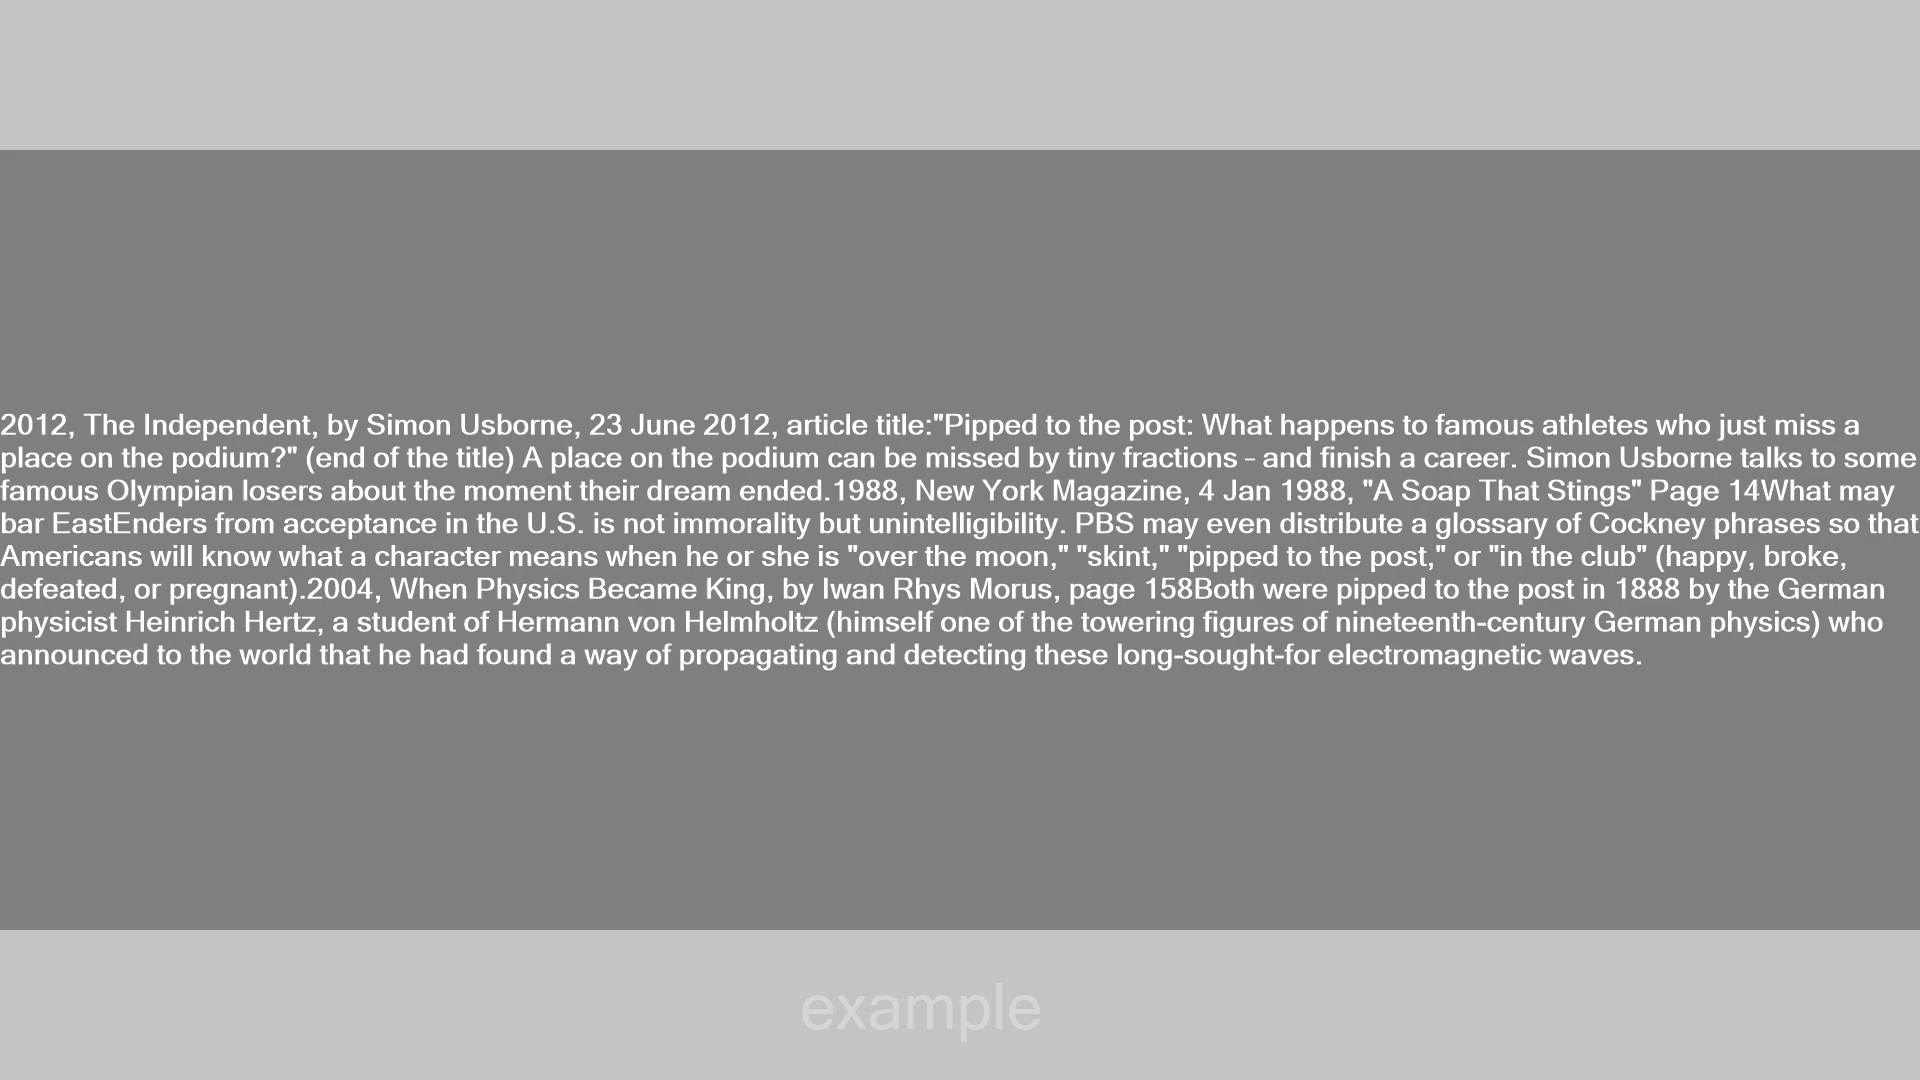 2012, The Independent, by Simon Usborne, 23 June 2012, article title:"Pipped to the post: What happens to famous athletes who just miss a
place on the podium?" (end of the title) A place on the podium can be missed by tiny fractions – and finish a career. Simon Usborne talks to some
famous Olympian losers about the moment their dream ended.1988, New York Magazine, 4 Jan 1988, "A Soap That Stings" Page 14What may
bar EastEnders from acceptance in the U.S. is not immorality but unintelligibility. PBS may even distribute a glossary of Cockney phrases so that
Americans will know what a character means when he or she is "over the moon," "skint," "pipped to the post," or "in the club" (happy, broke,
defeated, or pregnant).2004, When Physics Became King, by Iwan Rhys Morus, page 158Both were pipped to the post in 1888 by the German
physicist Heinrich Hertz, a student of Hermann von Helmholtz (himself one of the towering figures of nineteenth-century German physics) who
announced to the world that he had found a way of propagating and detecting these long-sought-for electromagnetic waves.
example